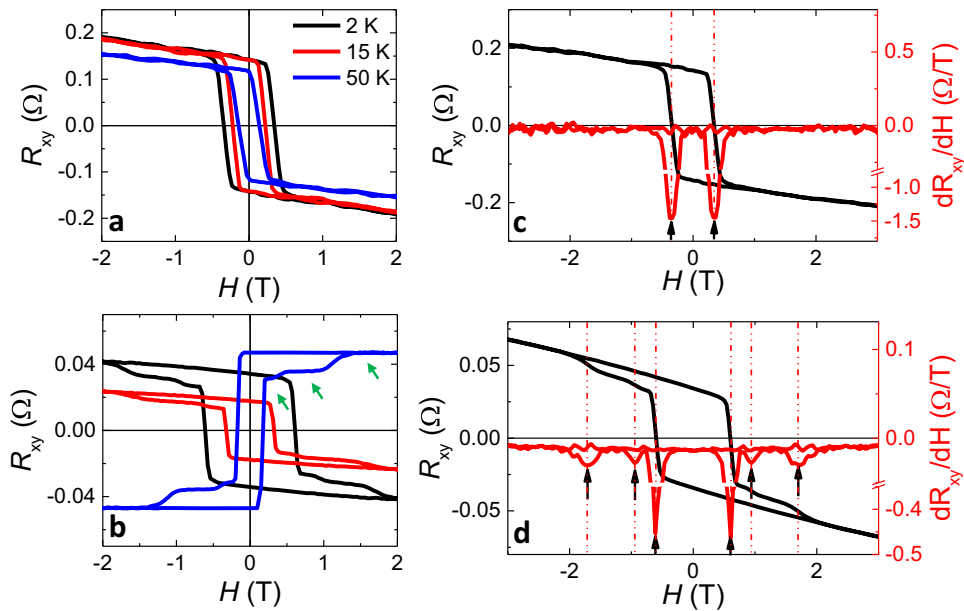 0.2
0.1
0.0
-0.1
-0.2
R_xy (Ω)
2 K
15 K
50 K
a
-2
-1
0
1
2
H (T)
0.2
0.0
-0.2
R_xy (Ω)
0.5
0.0
-1.0
-1.5
dR_xy/dH (Ω/T)
c
-2
0
2
H (T)
0.04
0.00
-0.04
R_xy (Ω)
b
-2
-1
0
1
2
H (T)
0.05
0.00
-0.05
R_xy (Ω)
0.1
0.0
-0.4
-0.5
dR_xy/dH (Ω/T)
d
-2
0
2
H (T)